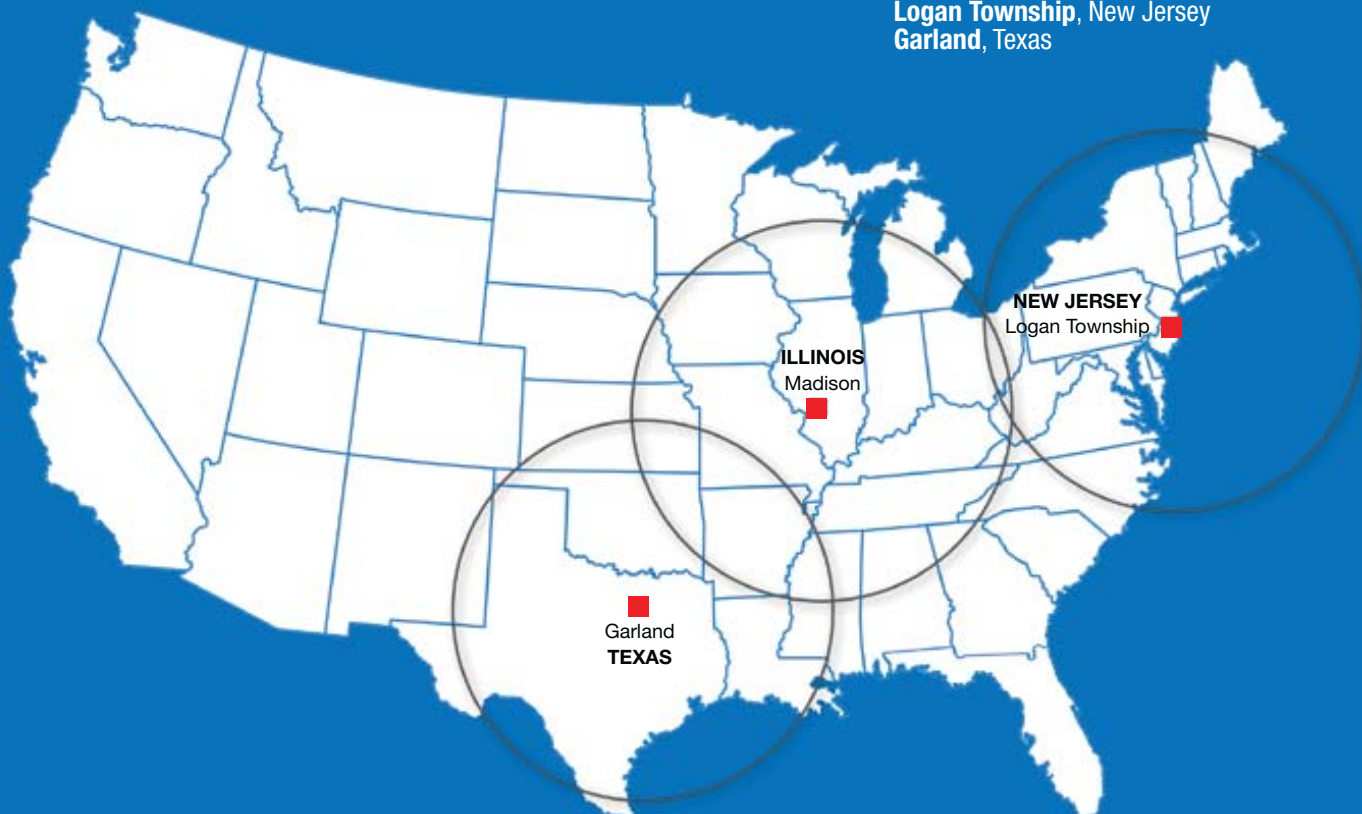 Logan Township, New Jersey
Garland, Texas
NEW JERSEY
Logan Township
ILLINOIS
Madison
Garland
TEXAS